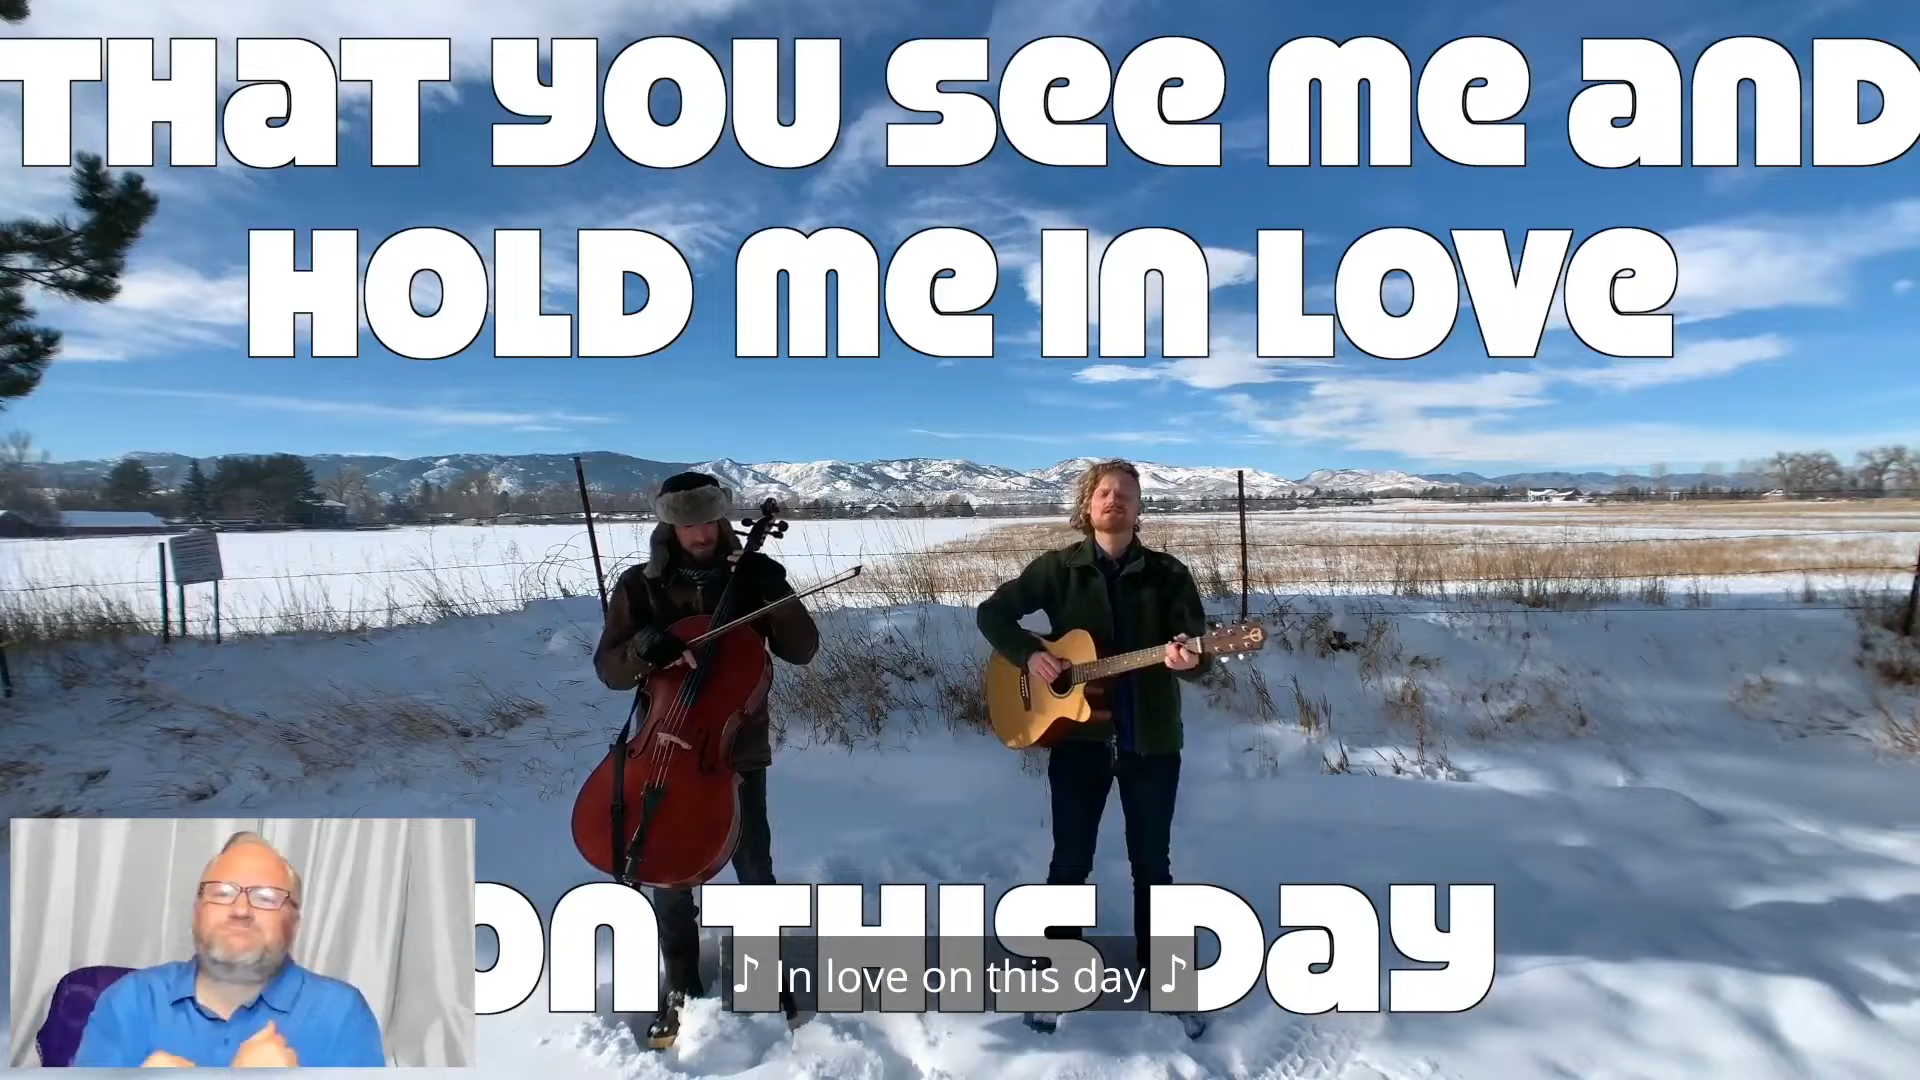 THAT YOU SEE ME AND
HOLD ME IN LOVE
ON THIS DAY
♪ In love on this day ♪